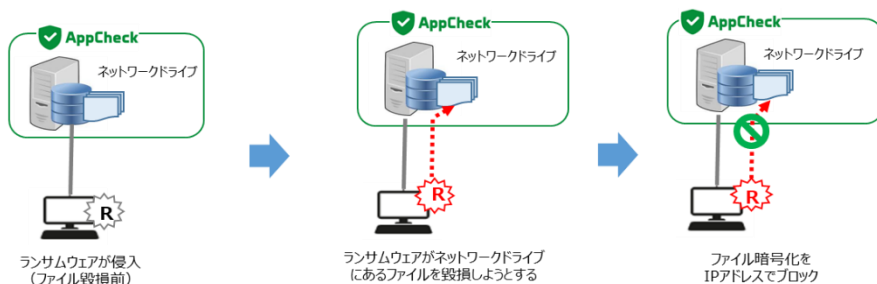 AppCheck
ネットワークドライブ
R
ランサムウェアが侵入
(ファイル毀損前)
AppCheck
ネットワークドライブ
R
ランサムウェアがネットワークドライブ
にあるファイルを毀損しようとする
AppCheck
ネットワークドライブ
R
ファイル暗号化を
IPアドレスでブロック